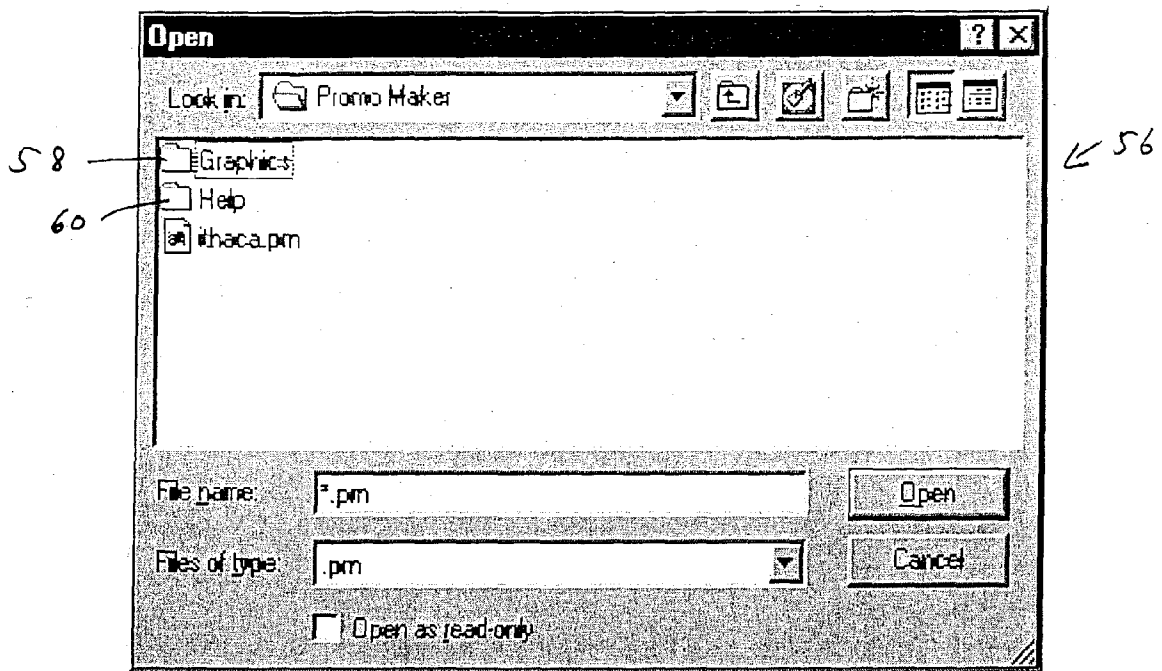 Open
Look in: Promo Maker
56
58 Graphics
60 Help
ithaca.pm
File name: *.pm Open
Files of type: .pm Cancel
Open as read-only